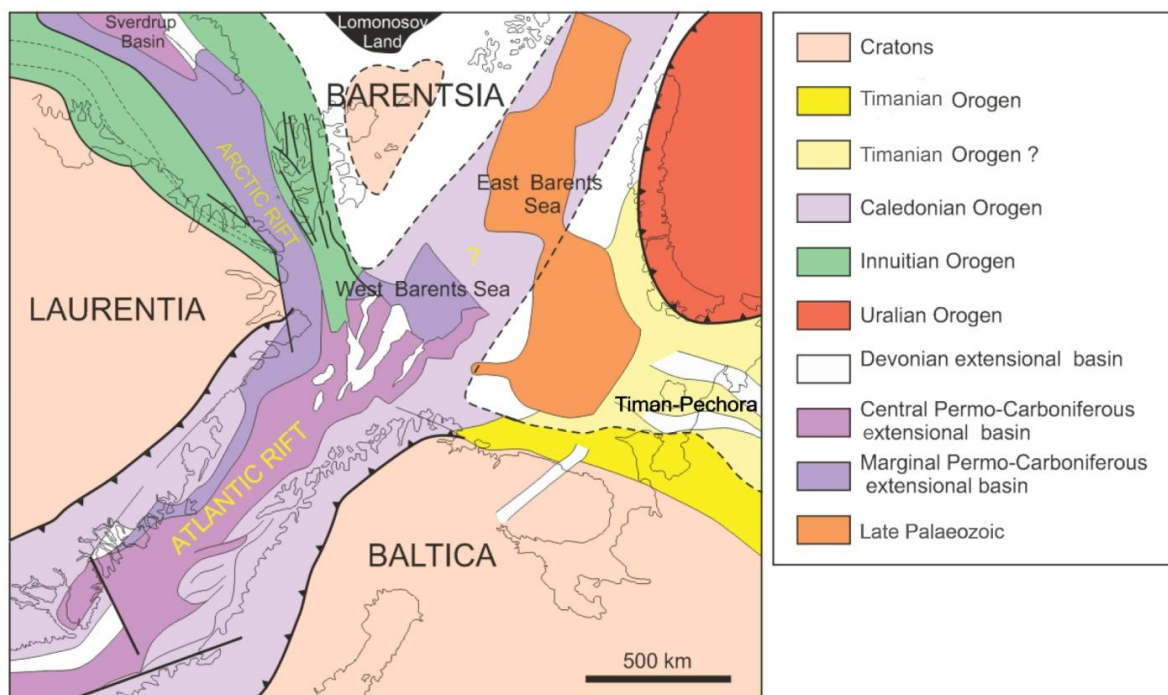 Sverdrup
Basin
Lomonosov
Land
BARENTSIA
ARCTIC RIFT
East Barents
Sea
?
West Barents Sea
LAURENTIA
Timan-Pechora
ATLANTIC RIFT
BALTICA
500 km
Cratons
Timanian Orogen
Timanian Orogen ?
Caledonian Orogen
Innuitian Orogen
Uralian Orogen
Devonian extensional basin
Central Permo-Carboniferous
extensional basin
Marginal Permo-Carboniferous
extensional basin
Late Palaeozoic